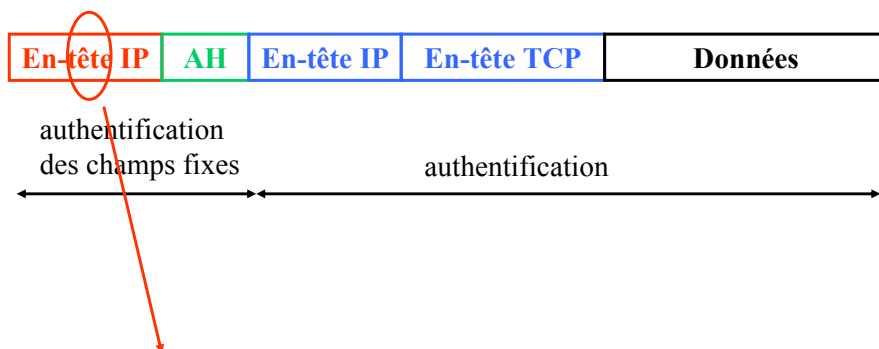 En-tête IP AH En-tête IP En-tête TCP Données
authentification
des champs fixes
authentification